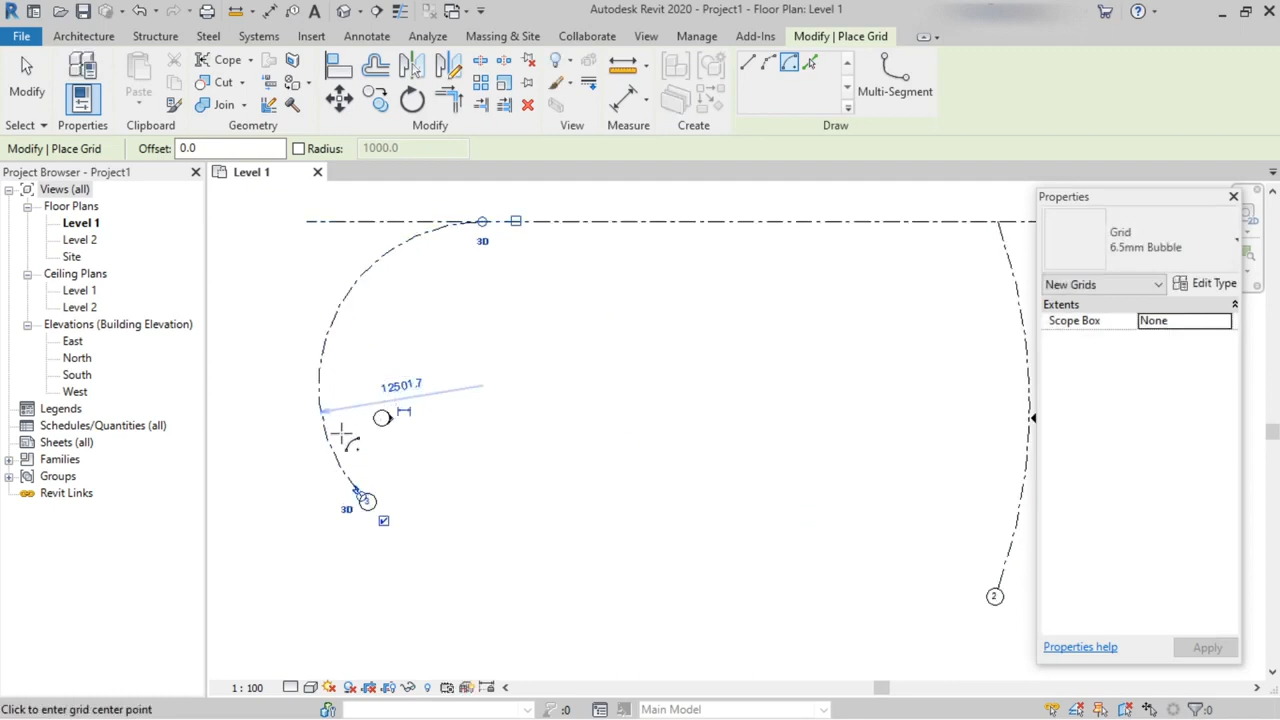 Autodesk Revit 2020 - Project1 - Floor Plan: Level 1
File Architecture Structure Steel Systems Insert Annotate Analyze Massing & Site Collaborate View Manage Add-Ins Modify | Place Grid
Modify Paste Cope Cut Join Multi-Segment
Select Properties Clipboard Geometry Modify View Measure Create Draw
Modify | Place Grid Offset: 0.0 Radius: 1000.0
Project Browser - Project1
Views (all)
Floor Plans
Level 1
Level 2
Site
Ceiling Plans
Level 1
Level 2
Elevations (Building Elevation)
East
North
South
West
Legends
Schedules/Quantities (all)
Sheets (all)
Families
Groups
Revit Links
Level 1
3D
12501.7
3
3D
2
Properties
Grid
6.5mm Bubble
New Grids Edit Type
Extents
Scope Box None
Properties help Apply
1 : 100
Click to enter grid center point :0 Main Model :0